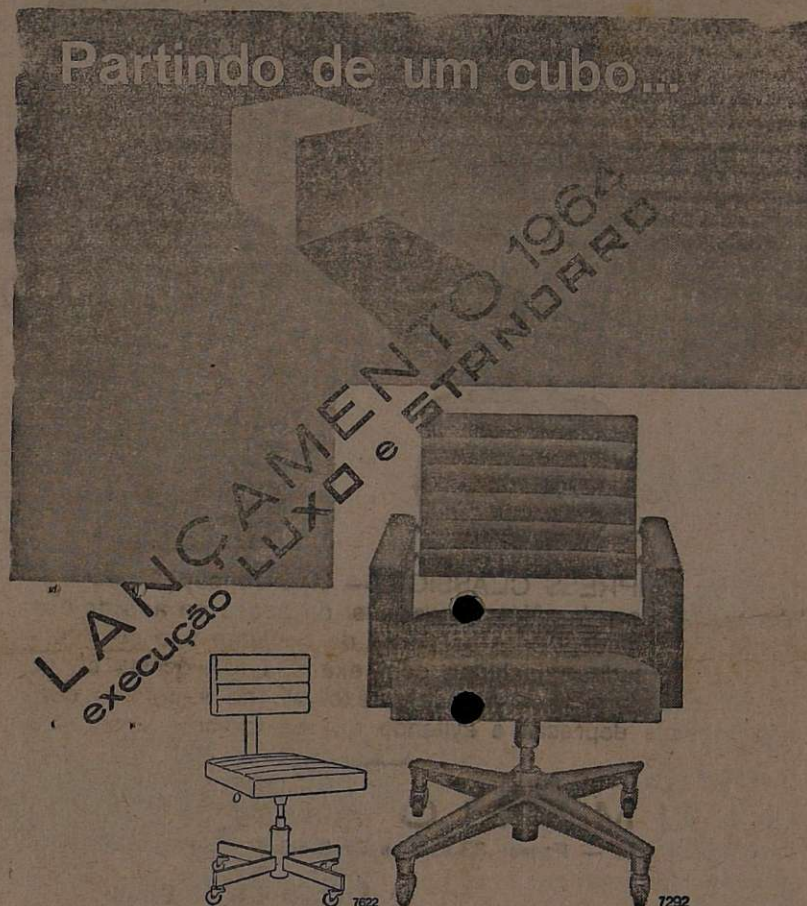 Partindo de um cubo...
LANÇAMENTO 1964
execução LUXO e STANDARD
7622
7292